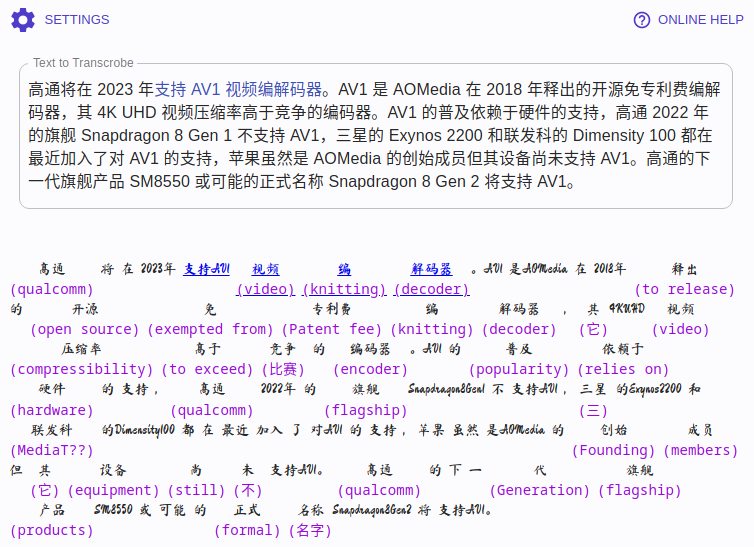 SETTINGS
ONLINE HELP
Text to Transcrobe
高通将在 2023 年支持 AV1 视频编解码器。AV1 是 AOMedia 在 2018 年释出的开源免专利费编解
码器，其 4K UHD 视频压缩率高于竞争的编码器。AV1 的普及依赖于硬件的支持，高通 2022 年
的旗舰 Snapdragon 8 Gen 1 不支持 AV1，三星的 Exynos 2200 和联发科的 Dimensity 100 都在
最近加入了对 AV1 的支持，苹果虽然是 AOMedia 的创始成员但其设备尚未支持 AV1。高通的下
一代旗舰产品 SM8550 或可能的正式名称 Snapdragon 8 Gen 2 将支持 AV1。
高通 将 在 2023年 支持AV1 视频 编 解码器 。AV1 是AOMedia 在 2018年 释出
(qualcomm) (video) (knitting) (decoder) (to release)
的 开源 免 专利费 编 解码器 ， 其 4KUHD 视频
(open source) (exempted from) (Patent fee) (knitting) (decoder) (它) (video)
压缩率 高于 竞争 的 编码器 。AV1 的 普及 依赖于
(compressibility) (to exceed) (比赛) (encoder) (popularity) (relies on)
硬件 的 支持， 高通 2022年 的 旗舰 Snapdragon8Gen1 不 支持AV1， 三星 的Exynos2200 和
(hardware) (qualcomm) (flagship) (三)
联发科 的Dimensity100 都 在 最近 加入 了 对AV1 的 支持， 苹果 虽然 是AOMedia 的 创始 成员
(MediaT??) (Founding) (members)
但 其 设备 尚 未 支持AV1。 高通 的 下 一 代 旗舰
(它) (equipment) (still) (不) (qualcomm) (Generation) (flagship)
产品 SM8550 或 可能 的 正式 名称 Snapdragon8Gen2 将 支持AV1。
(products) (formal) (名字)